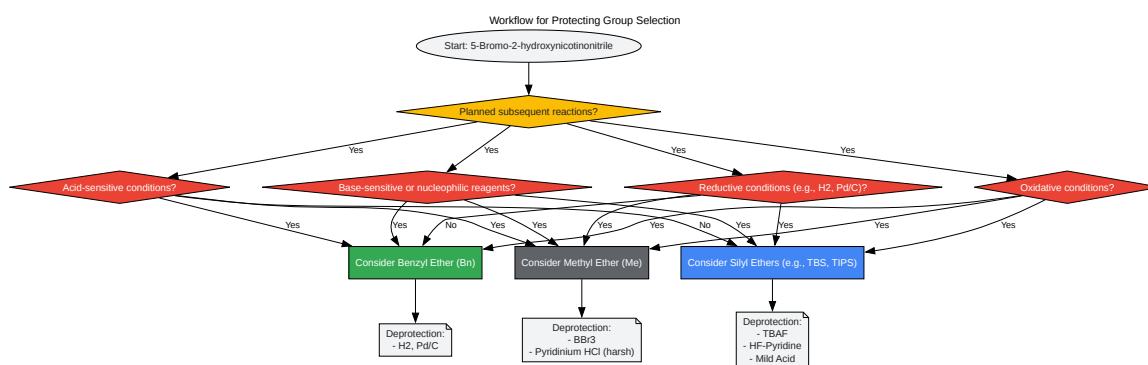 Workflow for Protecting Group Selection
Start: 5-Bromo-2-hydroxynicotinonitrile
Planned subsequent reactions?
Yes
Yes
Yes
Yes
Acid-sensitive conditions?
Base-sensitive or nucleophilic reagents?
Reductive conditions (e.g., H2, Pd/C)?
Oxidative conditions?
Yes
Yes
No
Yes
Yes
Yes
No
Yes
Yes
Yes
Yes
Consider Benzyl Ether (Bn)
Consider Methyl Ether (Me)
Consider Silyl Ethers (e.g., TBS, TIPS)
Deprotection:
- H2, Pd/C
Deprotection:
- BBr3
- Pyridinium HCl (harsh)
Deprotection:
- TBAF
- HF-Pyridine
- Mild Acid